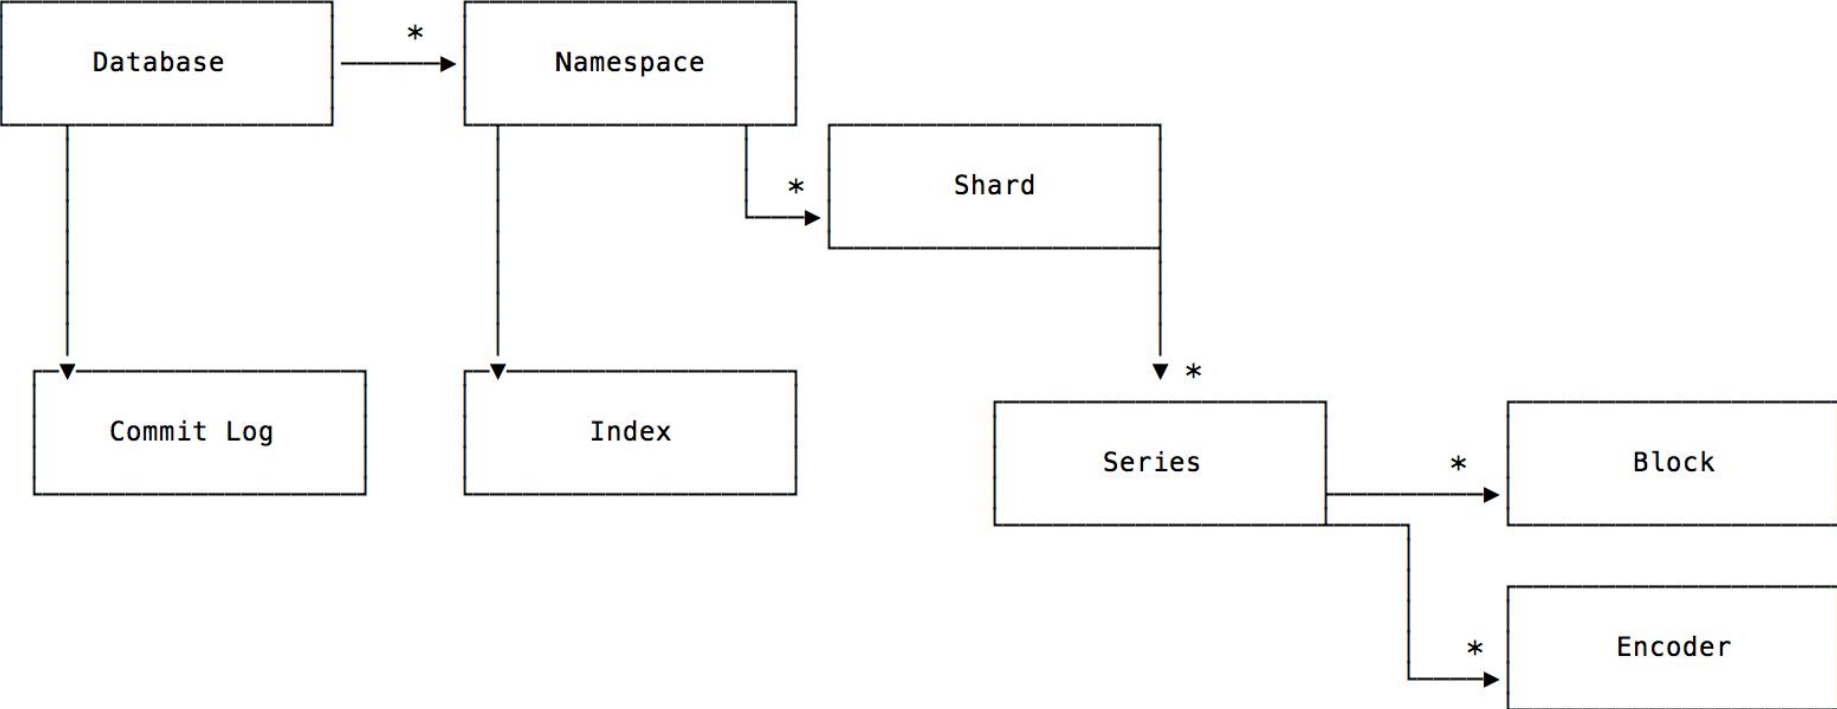 Database
*
Namespace
*
Shard
*
Commit Log
Index
Series
*
Block
*
Encoder